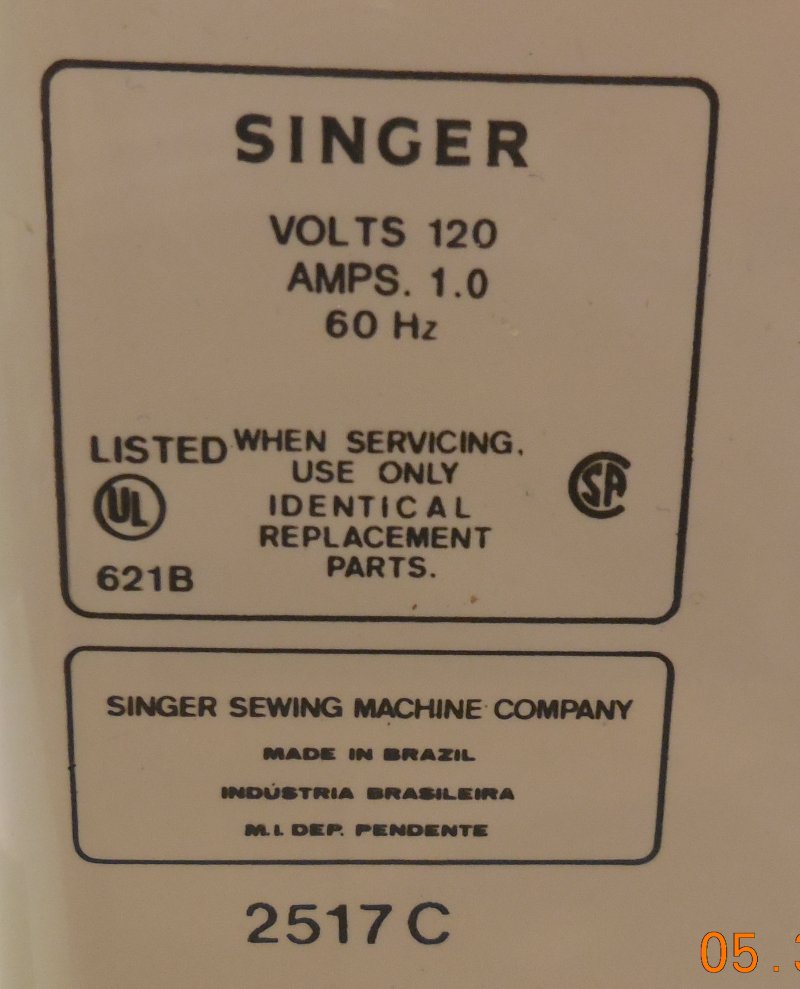 SINGER
VOLTS 120
AMPS. 1.0
60 Hz
LISTED
UL
621B
WHEN SERVICING,
USE ONLY
IDENTICAL
REPLACEMENT
PARTS.
SA
SINGER SEWING MACHINE COMPANY
MADE IN BRAZIL
INDÚSTRIA BRASILEIRA
M.I. DEP. PENDENTE
2517C
05.